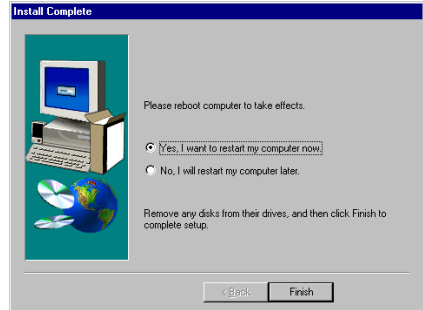 Install Complete
Please reboot computer to take effects.
Yes, I want to restart my computer now.
No, I will restart my computer later.
Remove any disks from their drives, and then click Finish to
complete setup.
< Back Finish